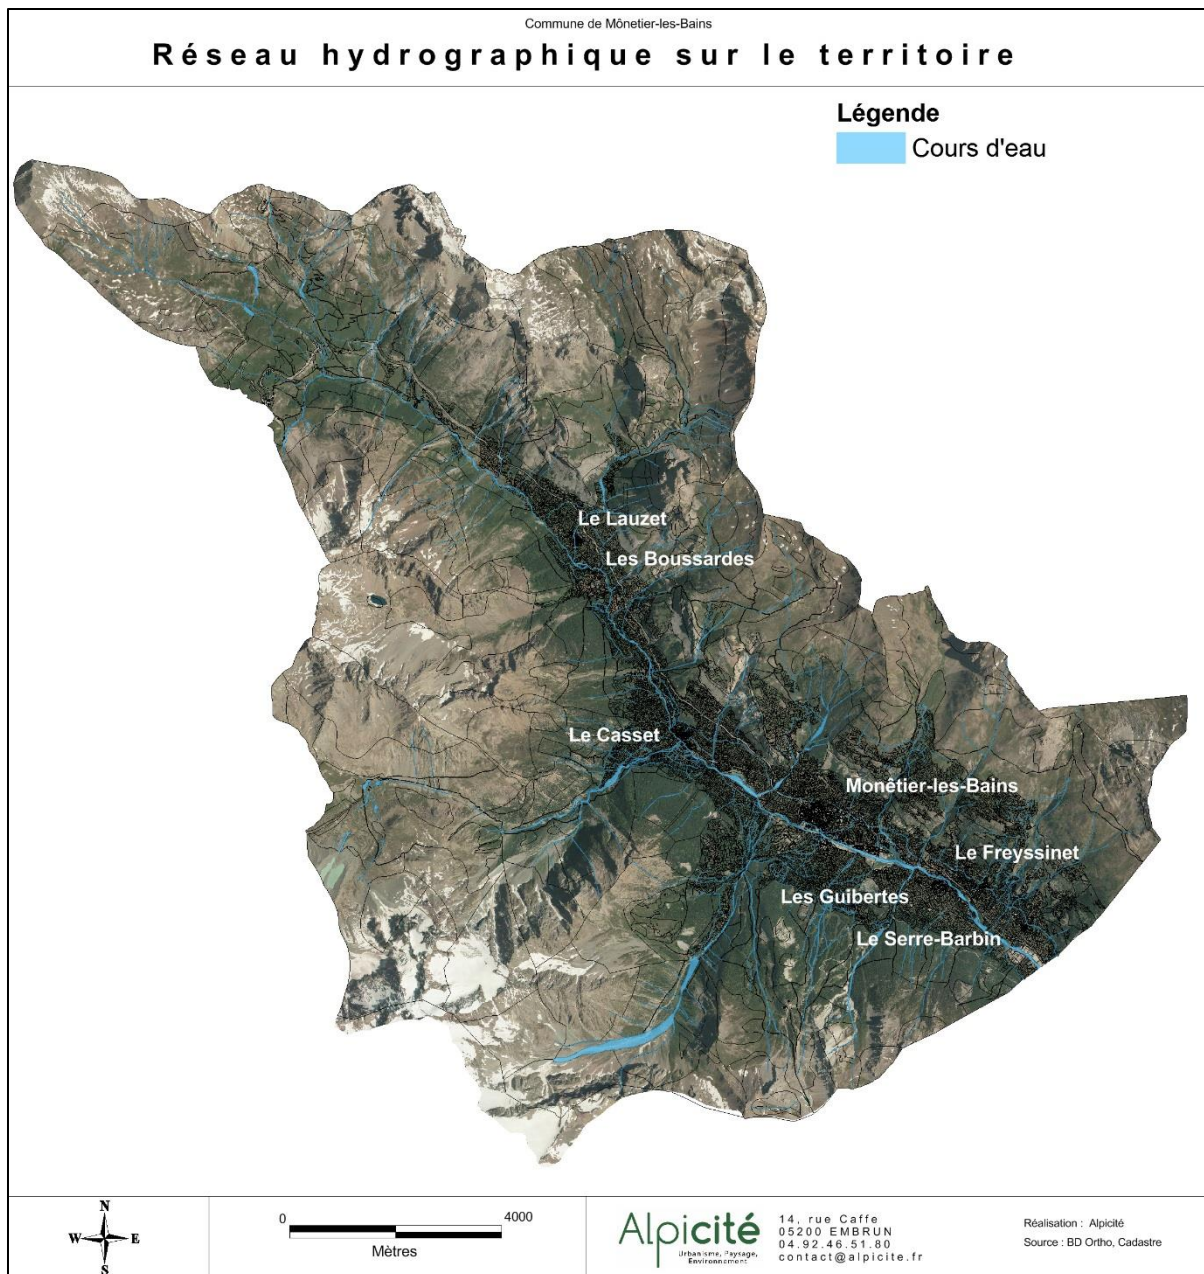 Commune de Mônetier-les-Bains
Réseau hydrographique sur le territoire
Légende
Cours d'eau
Le Lauzet
Les Boussardes
Le Casset
Monêtier-les-Bains
Le Freyssinet
Les Guibertes
Le Serre-Barbin
N
W E
S
0 4000
Mètres
Alpicité
Urbanisme, Paysage,
Environnement
14, rue Caffe
05200 EMBRUN
04.92.46.51.80
contact@alpicite.fr
Réalisation : Alpicité
Source : BD Ortho, Cadastre